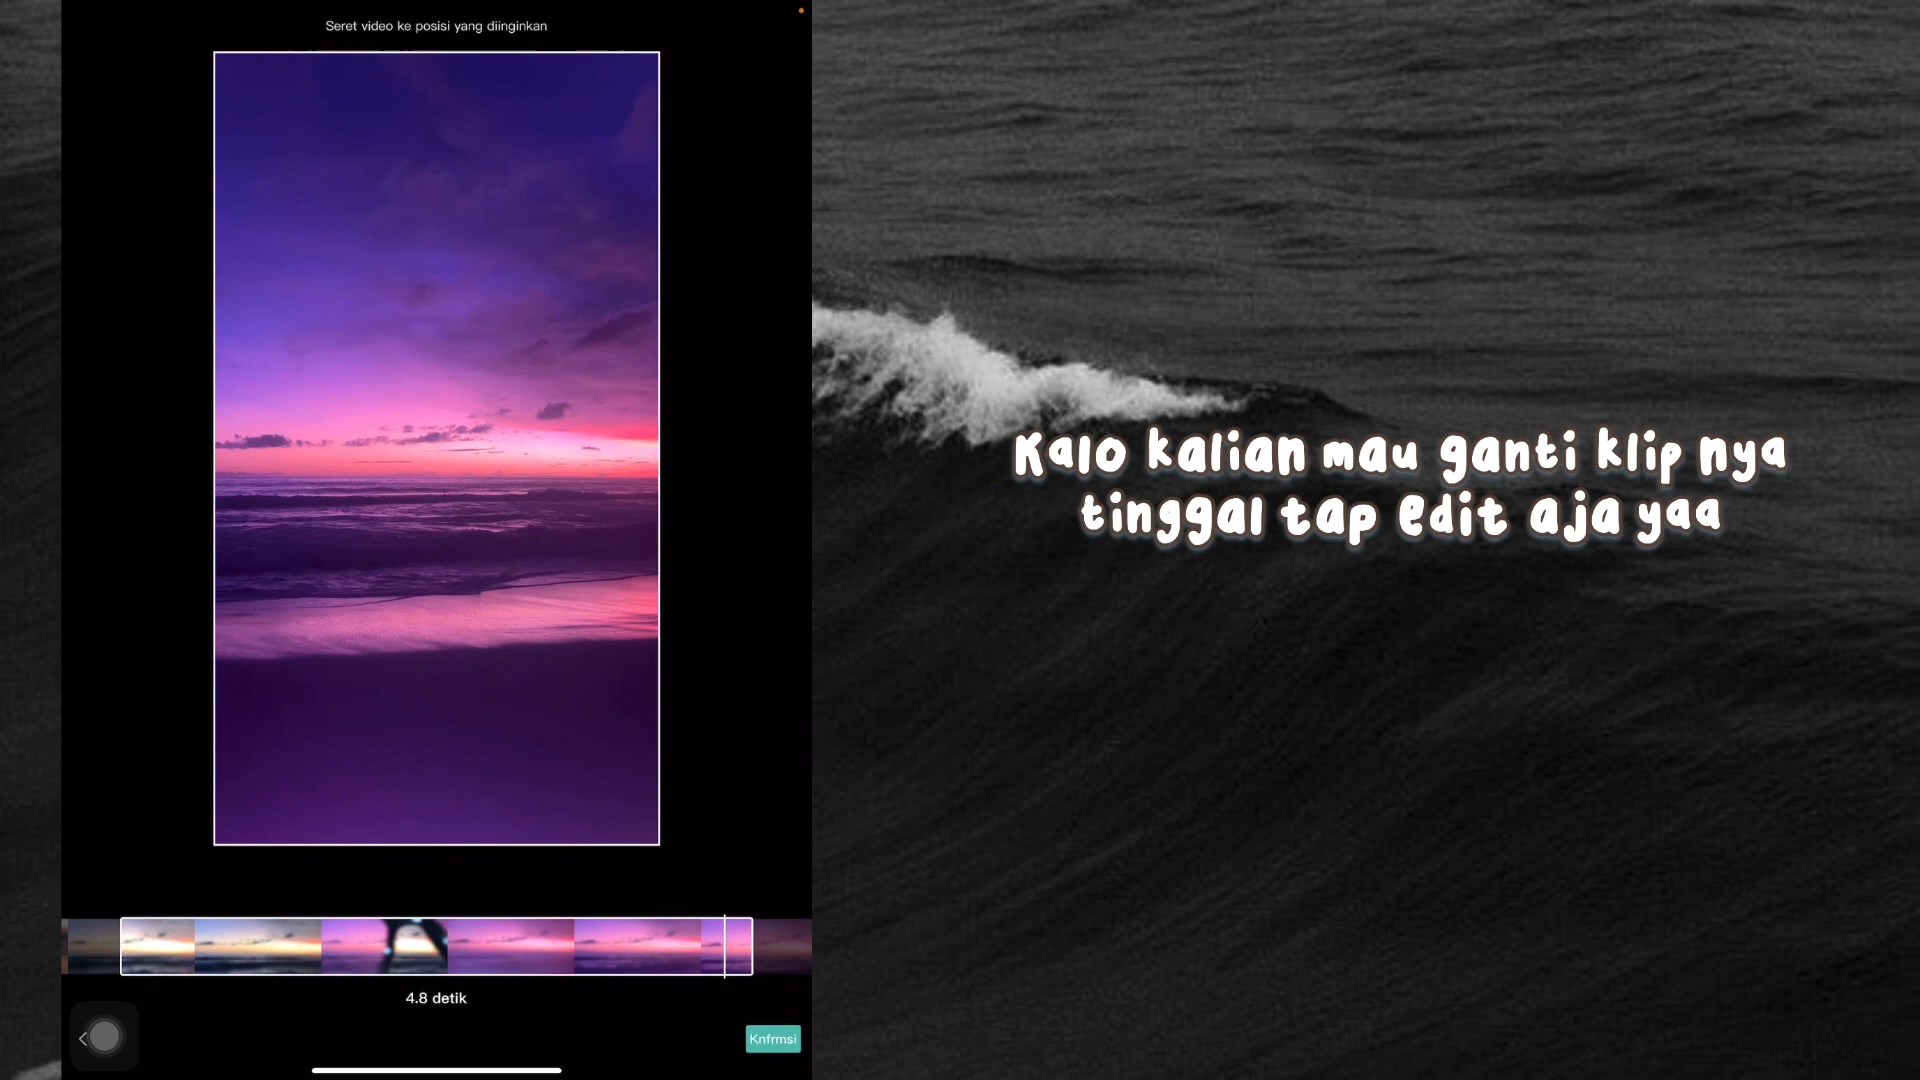 Seret video ke posisi yang diinginkan
Kalo kalian mau ganti klip nya
tinggal tap edit aja yaa
4.8 detik
Knfrmsi